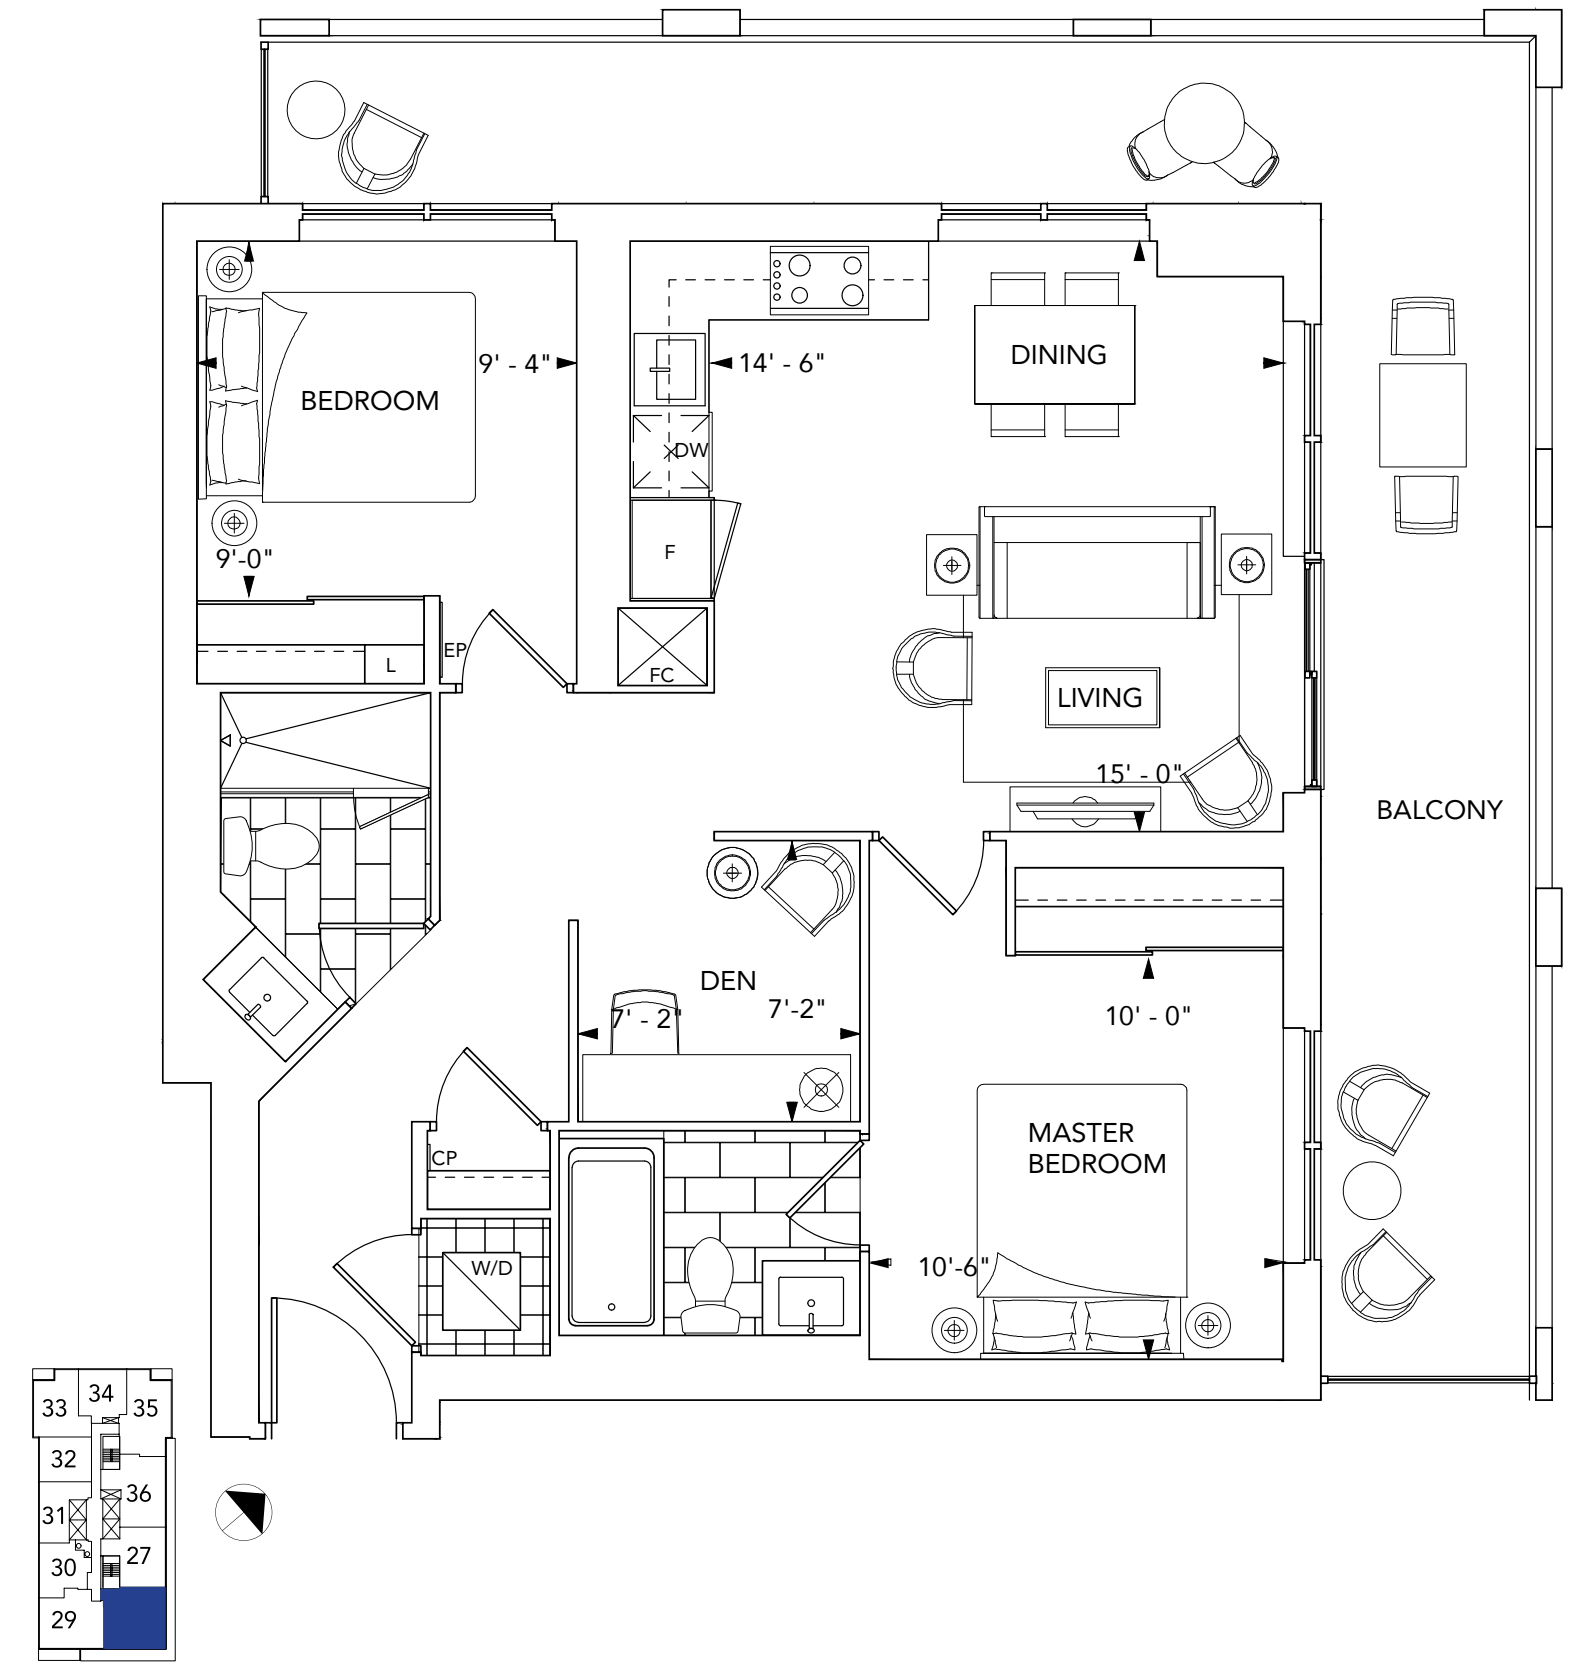 9' - 4"
14' - 6"
DINING
BEDROOM
DW
F
9'-0"
EP
L
FC
LIVING
15' - 0"
BALCONY
DEN
7'-2"
7' - 2"
10' - 0"
MASTER
BEDROOM
CP
W/D
10'-6"
34
33
35
32
36
31
27
30
29